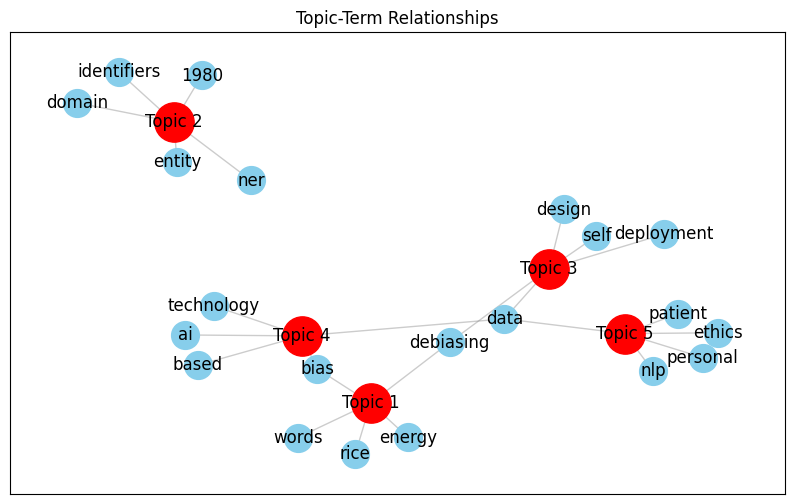 Topic-Term Relationships
identifiers
1980
domain
Topic 2
entity
ner
design
self
deployment
Topic 3
technology
data
patient
ai
Topic 4
debiasing
Topic 5
ethics
based
bias
personal
nlp
Topic 1
words
energy
rice